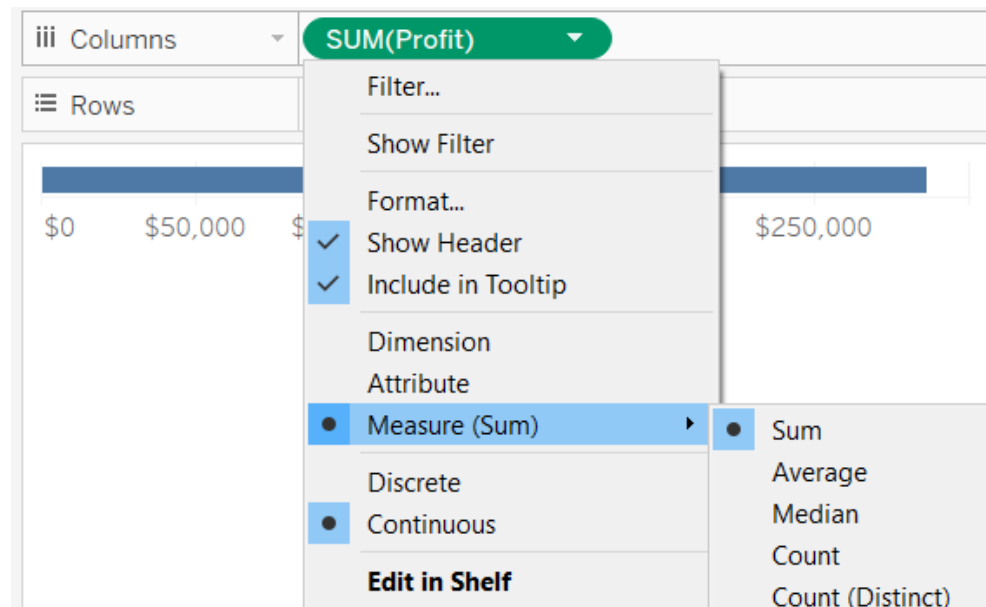 Columns
SUM(Profit)
Rows
Filter...
Show Filter
Format...
Show Header
Include in Tooltip
Dimension
Attribute
Measure (Sum)
Discrete
Continuous
Edit in Shelf
Sum
Average
Median
Count
Count (Distinct)
$0 $50,000 $ $250,000